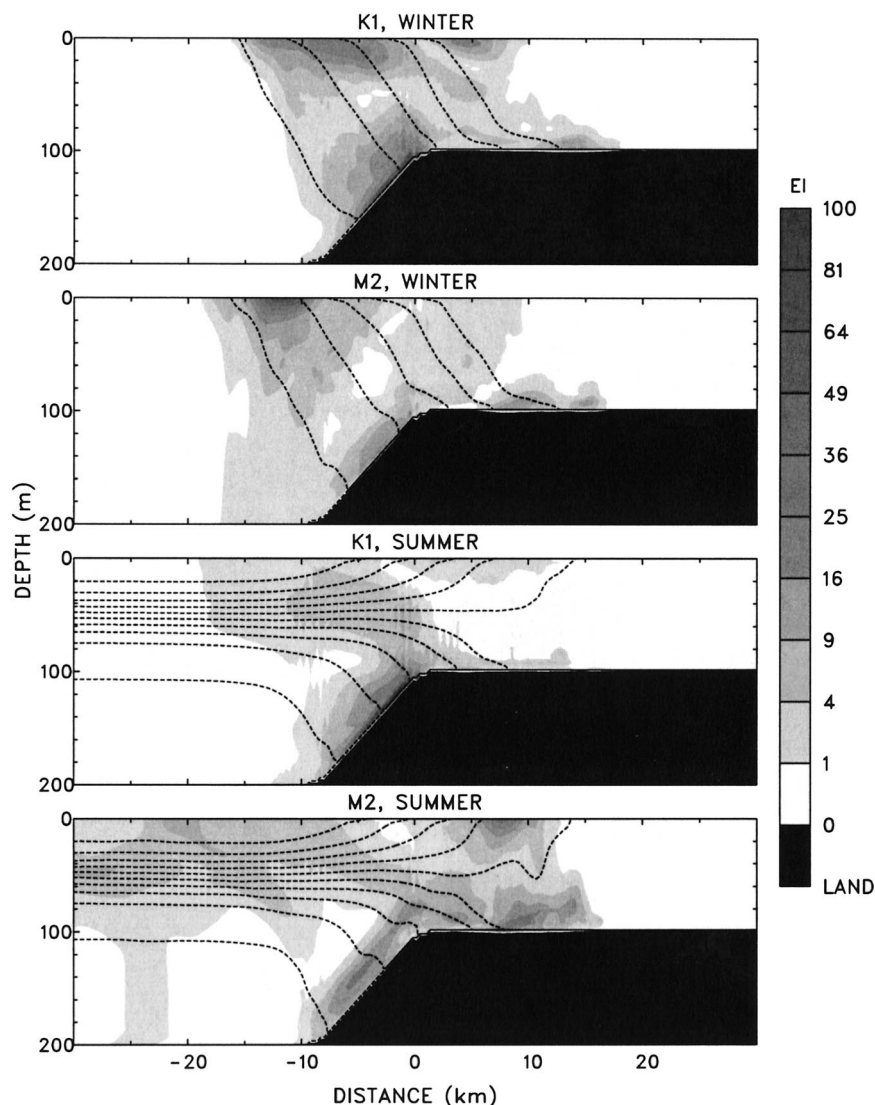 K1, WINTER
0
100
200
M2, WINTER
0
100
200
K1, SUMMER
0
100
200
M2, SUMMER
0
100
200
-20 -10 0 10 20
DISTANCE (km)
DEPTH (m)
EI
100
81
64
49
36
25
16
9
4
1
0
LAND